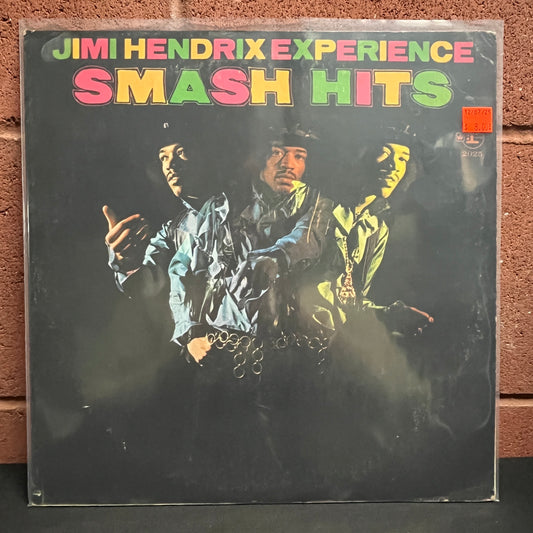 JIMI HENDRIX EXPERIENCE
SMASH HITS
2025